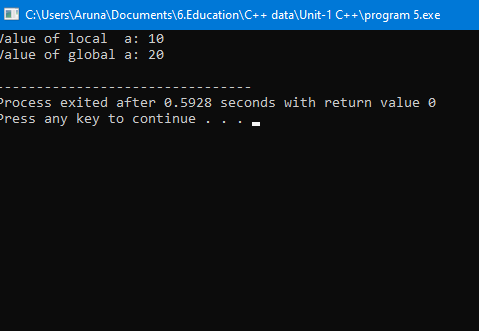 C:\Users\Aruna\Documents\6.Education\C++ data\Unit-1 C++\program 5.exe
Value of local  a: 10
Value of global a: 20
--------------------------------
Process exited after 0.5928 seconds with return value 0
Press any key to continue . . .